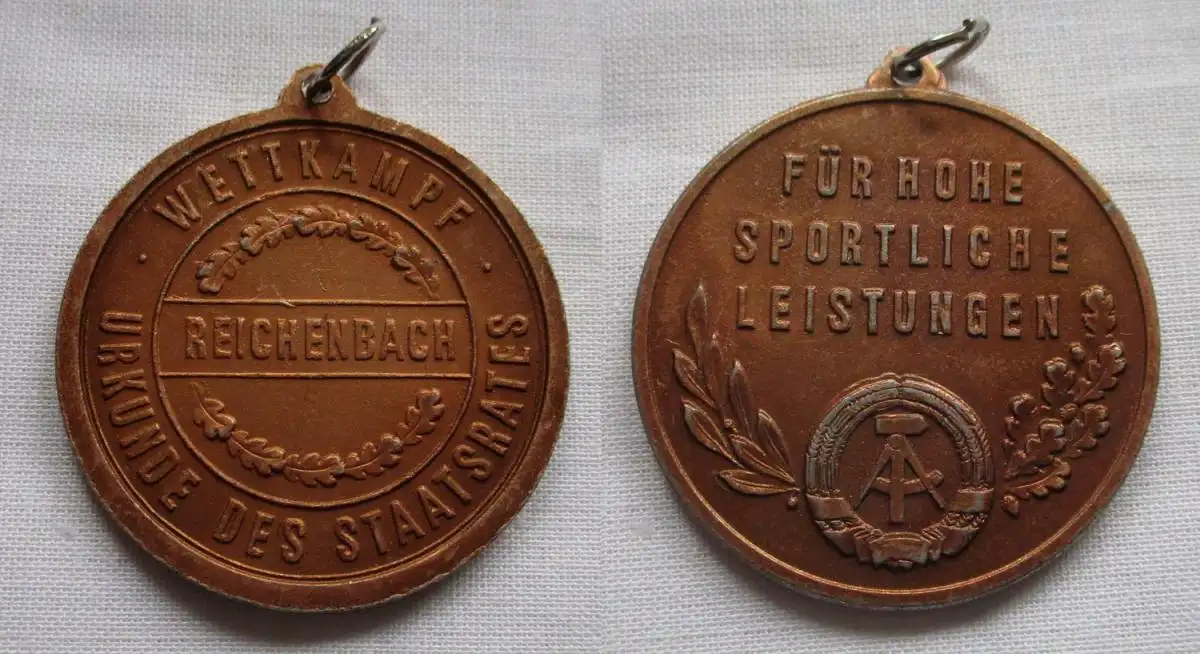 WETTKAMPF
REICHENBACH
URKUNDE DES STAATSRATES
FÜR HOHE
SPORTLICHE
LEISTUNGEN